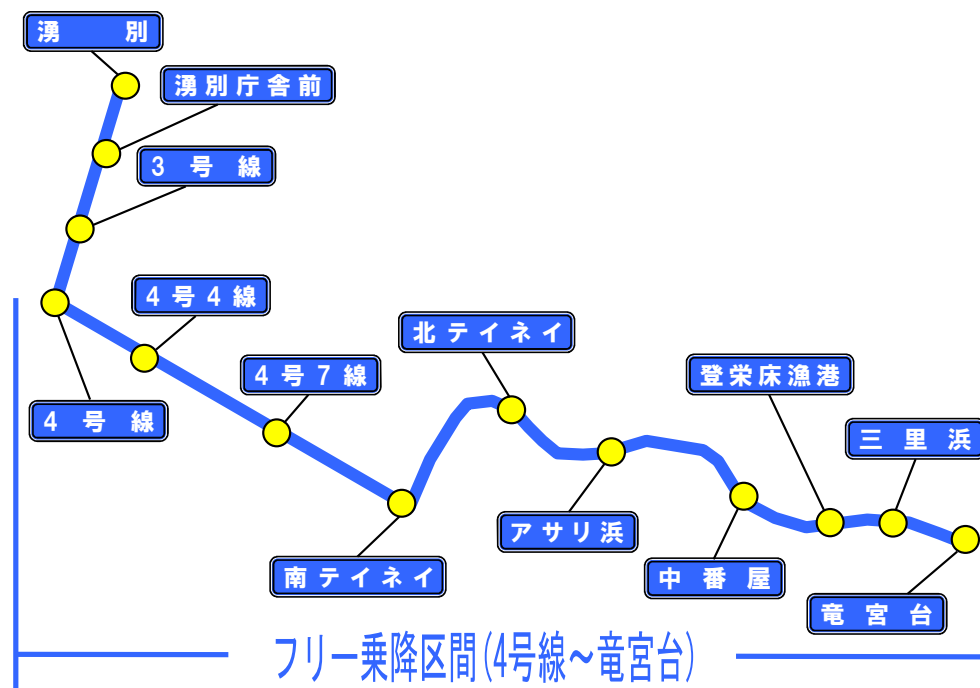 湧別
湧別庁舎前
3号線
4号線
4号4線
4号7線
南テイネイ
北テイネイ
アサリ浜
中番屋
登栄床漁港
三里浜
竜宮台
フリー乗降区間(4号線～竜宮台)